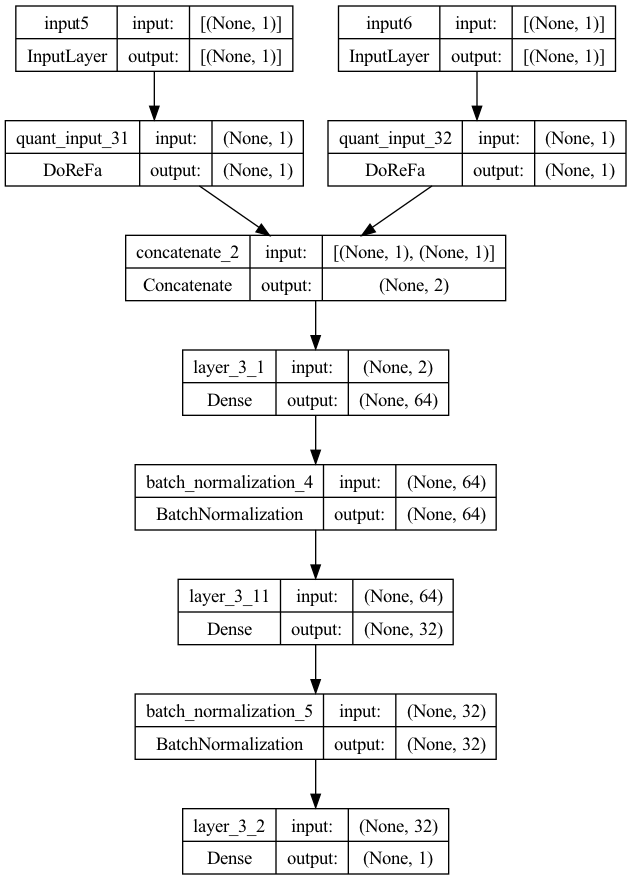 input5 input: [(None, 1)]
InputLayer output: [(None, 1)]
input6 input: [(None, 1)]
InputLayer output: [(None, 1)]
quant_input_31 input: (None, 1)
DoReFa output: (None, 1)
quant_input_32 input: (None, 1)
DoReFa output: (None, 1)
concatenate_2 input: [(None, 1), (None, 1)]
Concatenate output: (None, 2)
layer_3_1 input: (None, 2)
Dense output: (None, 64)
batch_normalization_4 input: (None, 64)
BatchNormalization output: (None, 64)
layer_3_11 input: (None, 64)
Dense output: (None, 32)
batch_normalization_5 input: (None, 32)
BatchNormalization output: (None, 32)
layer_3_2 input: (None, 32)
Dense output: (None, 1)